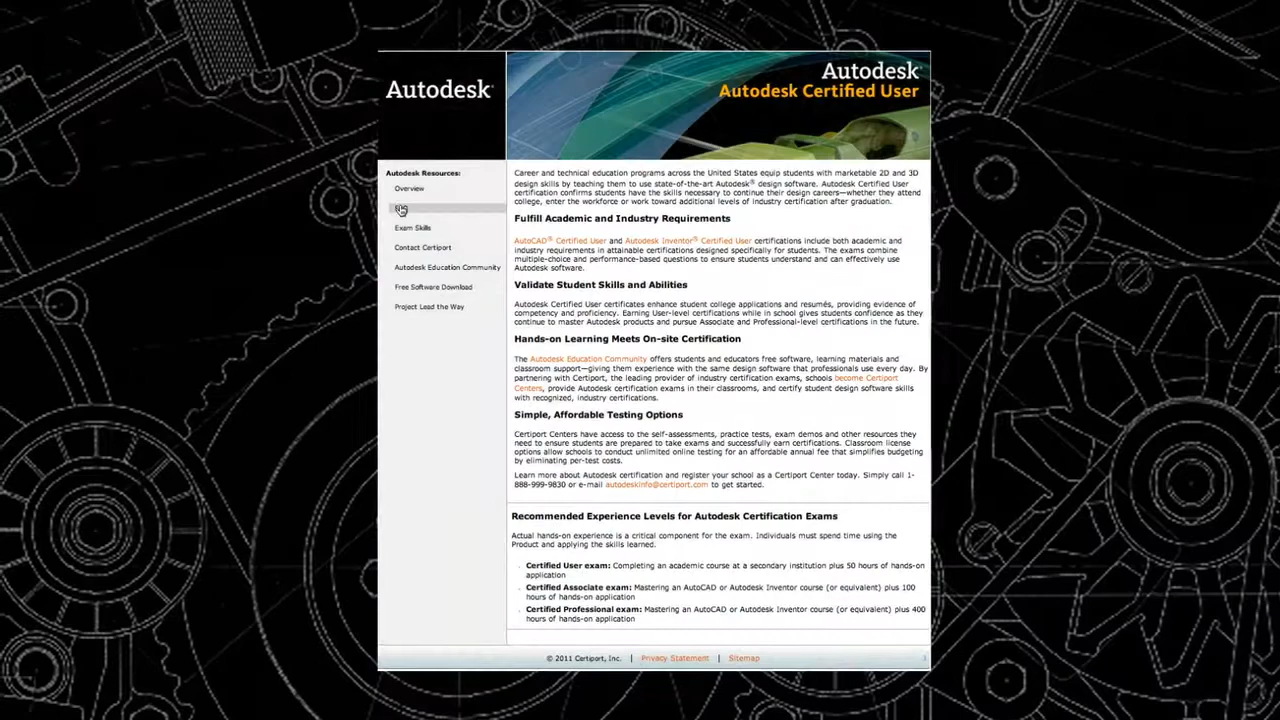 Autodesk
Autodesk
Autodesk Certified User
Autodesk Resources:
Overview
Exam Skills
Contact Certiport
Autodesk Education Community
Free Software Download
Project Lead the Way
Career and technical education programs across the United States equip students with marketable 2D and 3D
design skills by teaching them to use state-of-the-art Autodesk® design software. Autodesk Certified User
certification confirms students have the skills necessary to continue their design careers—whether they attend
college, enter the workforce or work toward additional levels of industry certification after graduation.
Fulfill Academic and Industry Requirements
AutoCAD® Certified User and Autodesk Inventor® Certified User certifications include both academic and
industry requirements in attainable certifications designed specifically for students. The exams combine
multiple-choice and performance-based questions to ensure students understand and can effectively use
Autodesk software.
Validate Student Skills and Abilities
Autodesk Certified User certificates enhance student college applications and resumés, providing evidence of
competency and proficiency. Earning User-level certifications while in school gives students confidence as they
continue to master Autodesk products and pursue Associate and Professional-level certifications in the future.
Hands-on Learning Meets On-site Certification
The Autodesk Education Community offers students and educators free software, learning materials and
classroom support—giving them experience with the same design software that professionals use every day. By
partnering with Certiport, the leading provider of industry certification exams, schools become Certiport
Centers, provide Autodesk certification exams in their classrooms, and certify student design software skills
with recognized, industry certifications.
Simple, Affordable Testing Options
Certiport Centers have access to the self-assessments, practice tests, exam demos and other resources they
need to ensure students are prepared to take exams and successfully earn certifications. Classroom license
options allow schools to conduct unlimited online testing for an affordable annual fee that simplifies budgeting
by eliminating per-test costs.
Learn more about Autodesk certification and register your school as a Certiport Center today. Simply call 1-
888-999-9830 or e-mail autodeskinfo@certiport.com to get started.
Recommended Experience Levels for Autodesk Certification Exams
Actual hands-on experience is a critical component for the exam. Individuals must spend time using the
Product and applying the skills learned.
Certified User exam: Completing an academic course at a secondary institution plus 50 hours of hands-on
application
Certified Associate exam: Mastering an AutoCAD or Autodesk Inventor course (or equivalent) plus 100
hours of hands-on application
Certified Professional exam: Mastering an AutoCAD or Autodesk Inventor course (or equivalent) plus 400
hours of hands-on application
© 2011 Certiport, Inc. | Privacy Statement | Sitemap